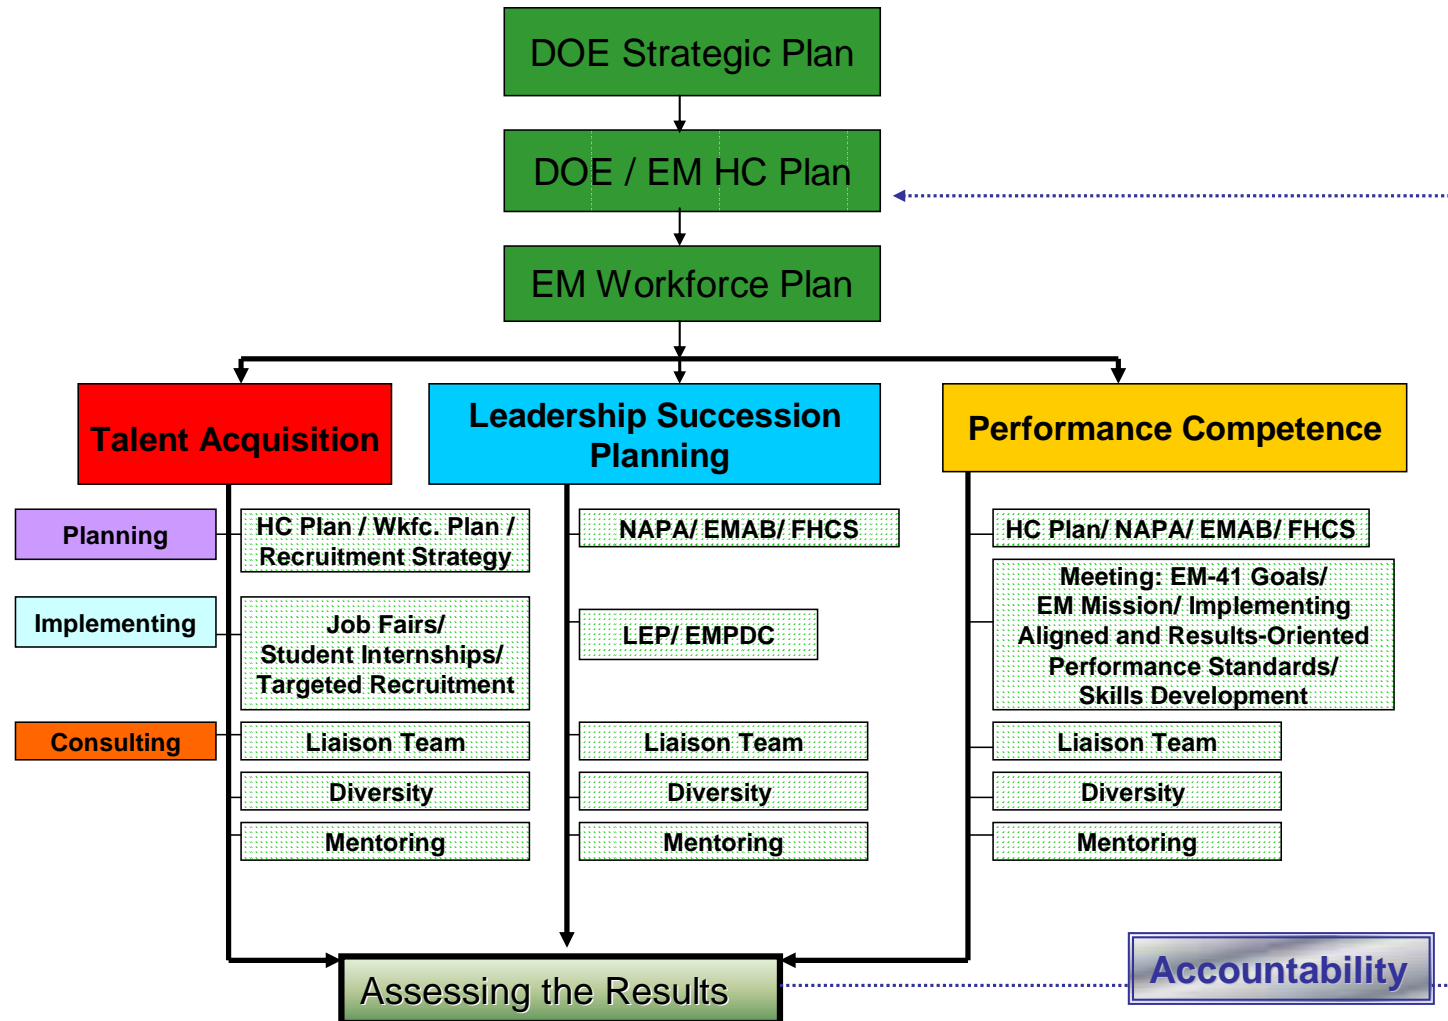 DOE Strategic Plan
DOE / EM HC Plan
EM Workforce Plan
Talent Acquisition
Leadership Succession
Planning
Performance Competence
Planning
HC Plan / Wkfc. Plan /
Recruitment Strategy
NAPA/ EMAB/ FHCS
HC Plan/ NAPA/ EMAB/ FHCS
Implementing
Job Fairs/
Student Internships/
Targeted Recruitment
LEP/ EMPDC
Meeting: EM-41 Goals/
EM Mission/ Implementing
Aligned and Results-Oriented
Performance Standards/
Skills Development
Consulting
Liaison Team
Liaison Team
Liaison Team
Diversity
Diversity
Diversity
Mentoring
Mentoring
Mentoring
Assessing the Results
Accountability